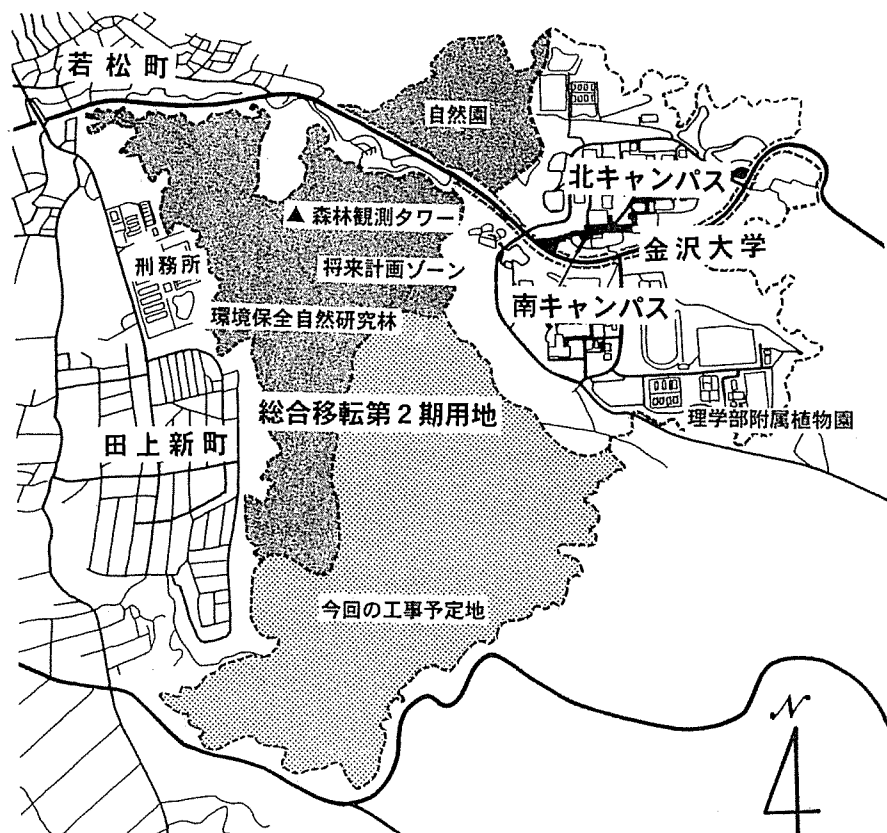 若松町
自然園
北キャンパス
▲ 森林観測タワー
金沢大学
刑務所
将来計画ゾーン
南キャンパス
環境保全自然研究林
総合移転第2期用地
理学部附属植物園
田上新町
今回の工事予定地
N